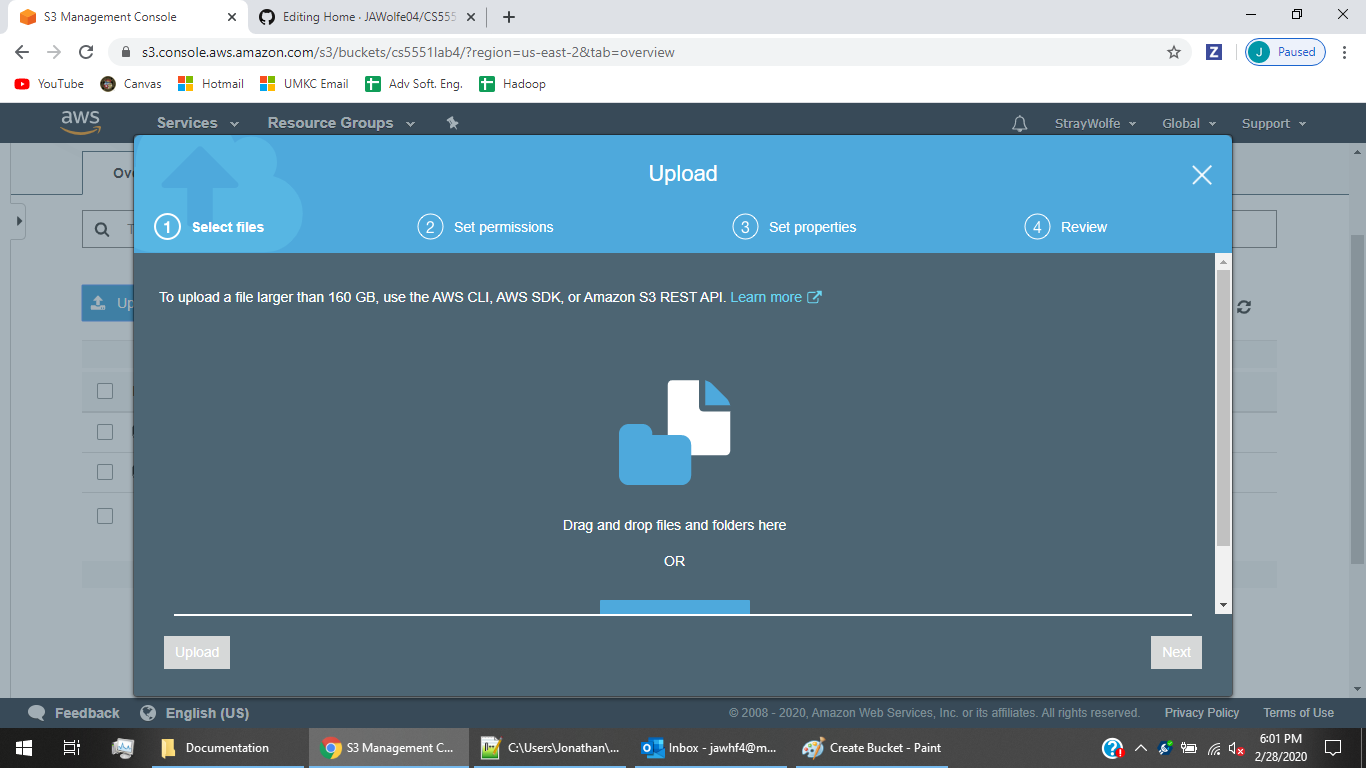 S3 Management Console
Editing Home · JAWolfe04/CS555
s3.console.aws.amazon.com/s3/buckets/cs5551lab4/?region=us-east-2&tab=overview
Z
J Paused
YouTube Canvas Hotmail UMKC Email Adv Soft. Eng. Hadoop
aws Services Resource Groups StrayWolfe Global Support
Upload
1 Select files 2 Set permissions 3 Set properties 4 Review
To upload a file larger than 160 GB, use the AWS CLI, AWS SDK, or Amazon S3 REST API. Learn more
Drag and drop files and folders here
OR
Upload Next
Feedback English (US) © 2008 - 2020, Amazon Web Services, Inc. or its affiliates. All rights reserved. Privacy Policy Terms of Use
Documentation S3 Management C... C:\Users\Jonathan\... Inbox - jawhf4@m... Create Bucket - Paint
6:01 PM
2/28/2020